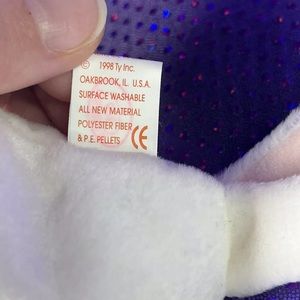 © 1998 Ty Inc.
OAKBROOK, IL. U.S.A.
SURFACE WASHABLE
ALL NEW MATERIAL
POLYESTER FIBER
& P.E. PELLETS CE